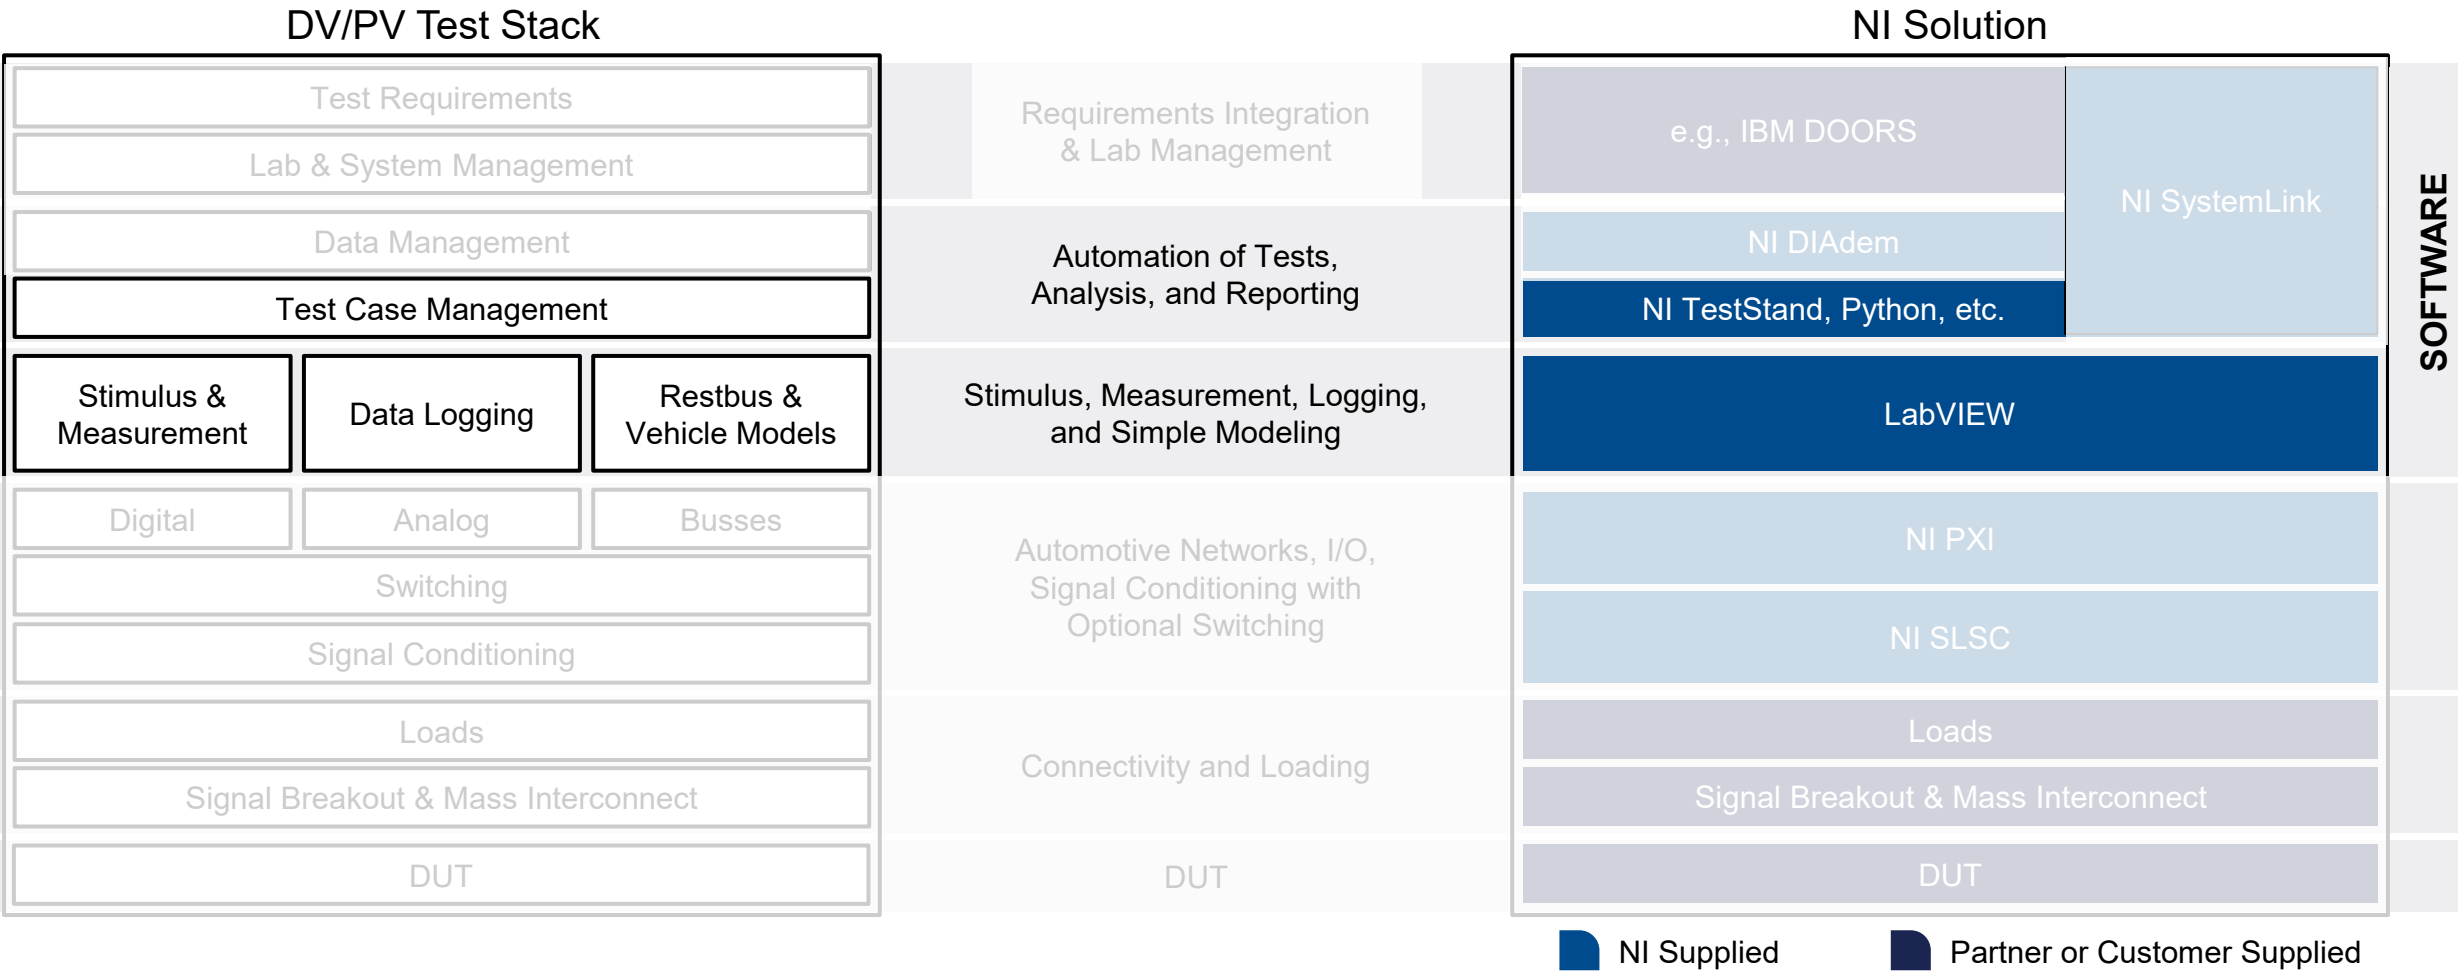 DV/PV Test Stack
NI Solution
Test Requirements
Lab & System Management
Data Management
Test Case Management
Stimulus &
Measurement
Data Logging
Restbus &
Vehicle Models
Digital
Analog
Busses
Switching
Signal Conditioning
Loads
Signal Breakout & Mass Interconnect
DUT
Requirements Integration
& Lab Management
Automation of Tests,
Analysis, and Reporting
Stimulus, Measurement, Logging,
and Simple Modeling
Automotive Networks, I/O,
Signal Conditioning with
Optional Switching
Connectivity and Loading
DUT
e.g., IBM DOORS
NI SystemLink
NI DIAdem
NI TestStand, Python, etc.
LabVIEW
NI PXI
NI SLSC
Loads
Signal Breakout & Mass Interconnect
DUT
SOFTWARE
NI Supplied
Partner or Customer Supplied